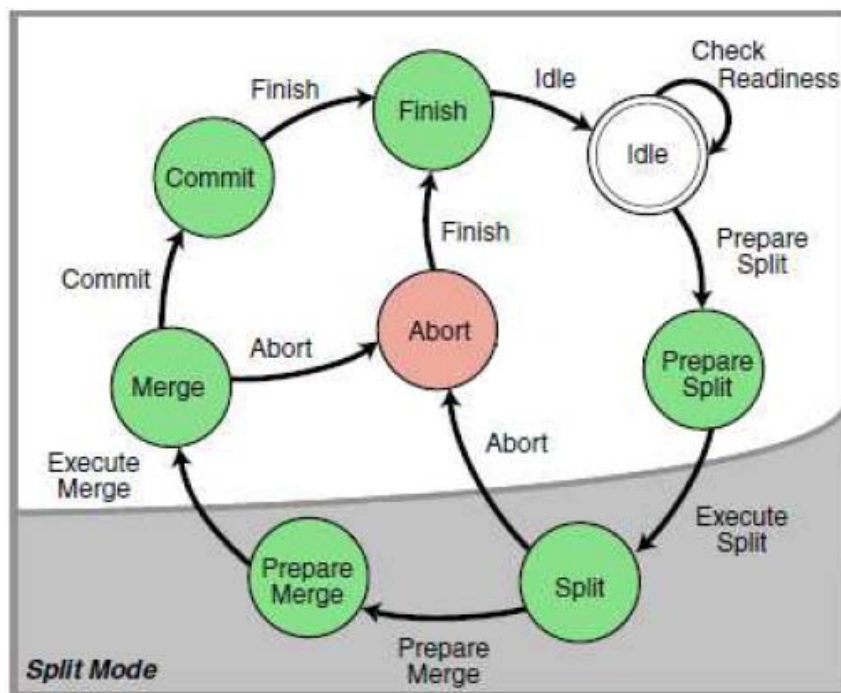 Check
Readiness
Finish
Idle
Finish
Idle
Commit
Prepare
Split
Finish
Commit
Abort
Abort
Merge
Prepare
Split
Abort
Execute
Merge
Execute
Split
Prepare
Merge
Split
Prepare
Merge
Split Mode